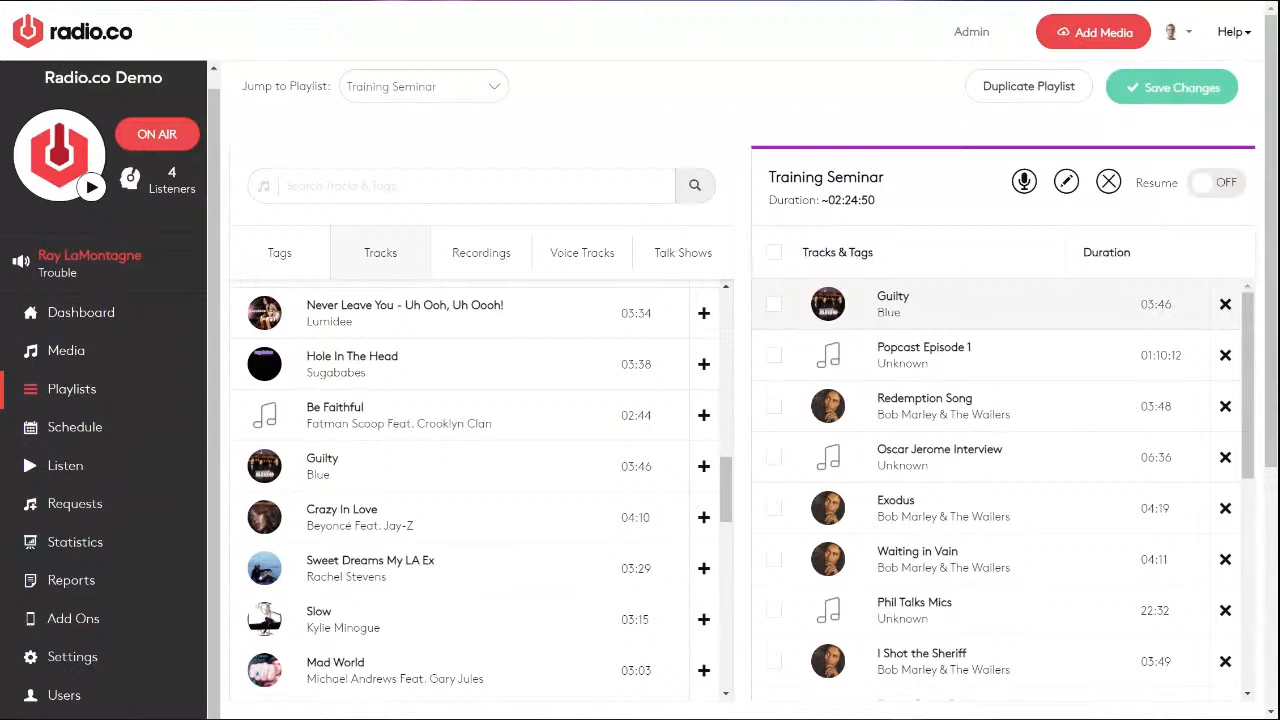 radio.co
Admin
Add Media
Help
Radio.co Demo
ON AIR
4
Listeners
Ray LaMontagne
Trouble
Dashboard
Media
Playlists
Schedule
Listen
Requests
Statistics
Reports
Add Ons
Settings
Users
Jump to Playlist:
Training Seminar
Duplicate Playlist
Save Changes
Search Tracks & Tags
Tags
Tracks
Recordings
Voice Tracks
Talk Shows
Never Leave You - Uh Ooh, Uh Oooh!
Lumidee
03:34
Hole In The Head
Sugababes
03:38
Be Faithful
Fatman Scoop Feat. Crooklyn Clan
02:44
Guilty
Blue
03:46
Crazy In Love
Beyoncé Feat. Jay-Z
04:10
Sweet Dreams My LA Ex
Rachel Stevens
03:29
Slow
Kylie Minogue
03:15
Mad World
Michael Andrews Feat. Gary Jules
03:03
Training Seminar
Duration: ~02:24:50
Resume
OFF
Tracks & Tags
Duration
Guilty
Blue
03:46
Popcast Episode 1
Unknown
01:10:12
Redemption Song
Bob Marley & The Wailers
03:48
Oscar Jerome Interview
Unknown
06:36
Exodus
Bob Marley & The Wailers
04:19
Waiting in Vain
Bob Marley & The Wailers
04:11
Phil Talks Mics
Unknown
22:32
I Shot the Sheriff
Bob Marley & The Wailers
03:49